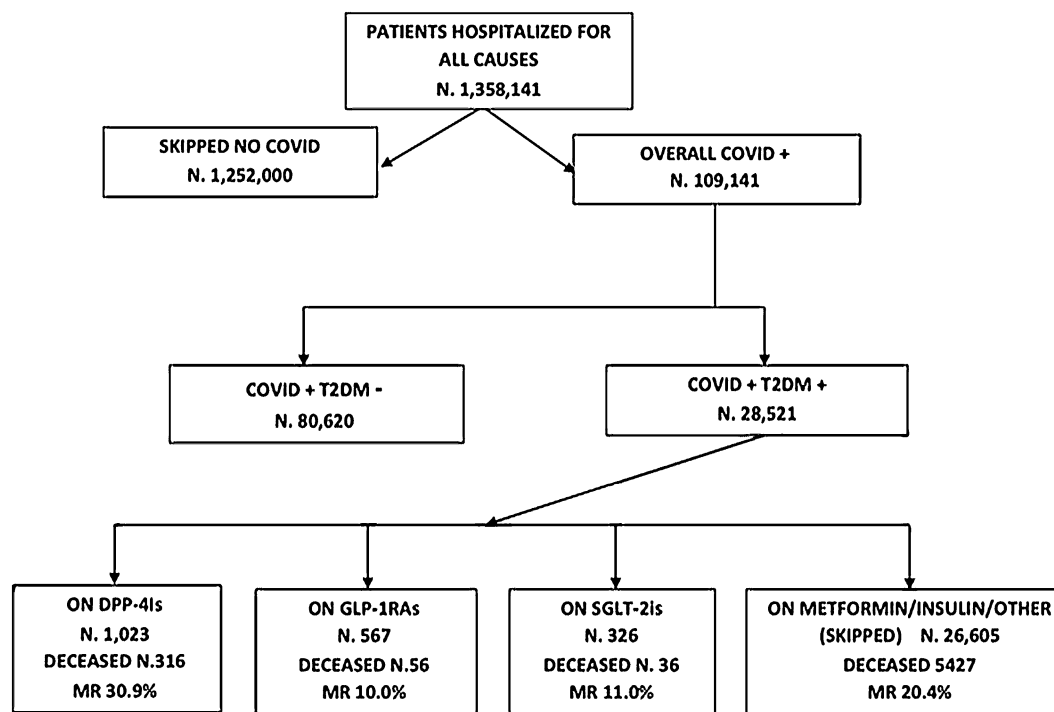 PATIENTS HOSPITALIZED FOR
ALL CAUSES
N. 1,358,141
SKIPPED NO COVID
N. 1,252,000
OVERALL COVID +
N. 109,141
COVID + T2DM -
N. 80,620
COVID + T2DM +
N. 28,521
ON DPP-4Is
N. 1,023
DECEASED N.316
MR 30.9%
ON GLP-1RAs
N. 567
DECEASED N.56
MR 10.0%
ON SGLT-2is
N. 326
DECEASED N. 36
MR 11.0%
ON METFORMIN/INSULIN/OTHER
(SKIPPED) N. 26,605
DECEASED 5427
MR 20.4%